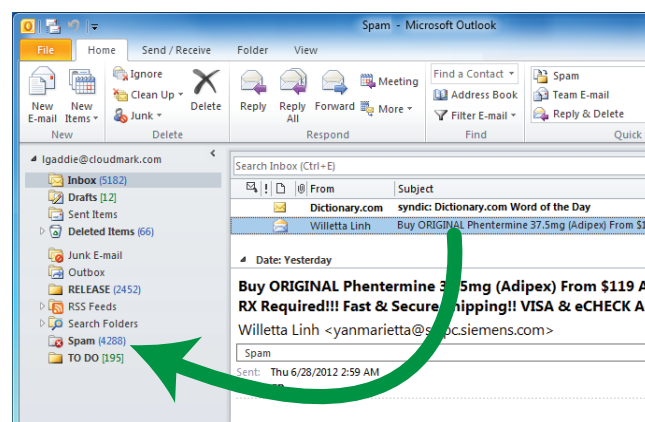 Spam - Microsoft Outlook
File Home Send / Receive Folder View
Ignore
Clean Up
Junk
Delete
New E-mail
New Items
Reply
Reply All
Forward
Meeting
More
Find a Contact
Address Book
Filter E-mail
Spam
Team E-mail
Reply & Delete
New Delete Respond Find Quick
lgaddie@cloudmark.com
Inbox (5182)
Drafts [12]
Sent Items
Deleted Items (66)
Junk E-mail
Outbox
RELEASE (2452)
RSS Feeds
Search Folders
Spam (4288)
TO DO [195]
Search Inbox (Ctrl+E)
From Subject
Dictionary.com syndic: Dictionary.com Word of the Day
Willetta Linh Buy ORIGINAL Phentermine 37.5mg (Adipex) From $1
Date: Yesterday
Buy ORIGINAL Phentermine 37.5mg (Adipex) From $119 A
RX Required!!! Fast & Secure Shipping!! VISA & eCHECK A
Willetta Linh
Spam
Sent: Thu 6/28/2012 2:59 AM